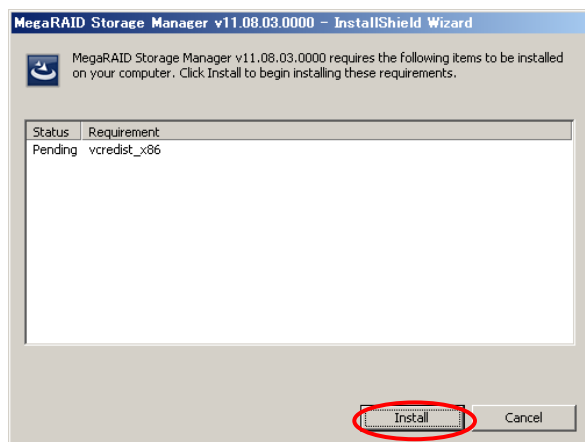 MegaRAID Storage Manager v11.08.03.0000 – InstallShield Wizard
MegaRAID Storage Manager v11.08.03.0000 requires the following items to be installed
on your computer. Click Install to begin installing these requirements.
Status Requirement
Pending vcredist_x86
Install Cancel